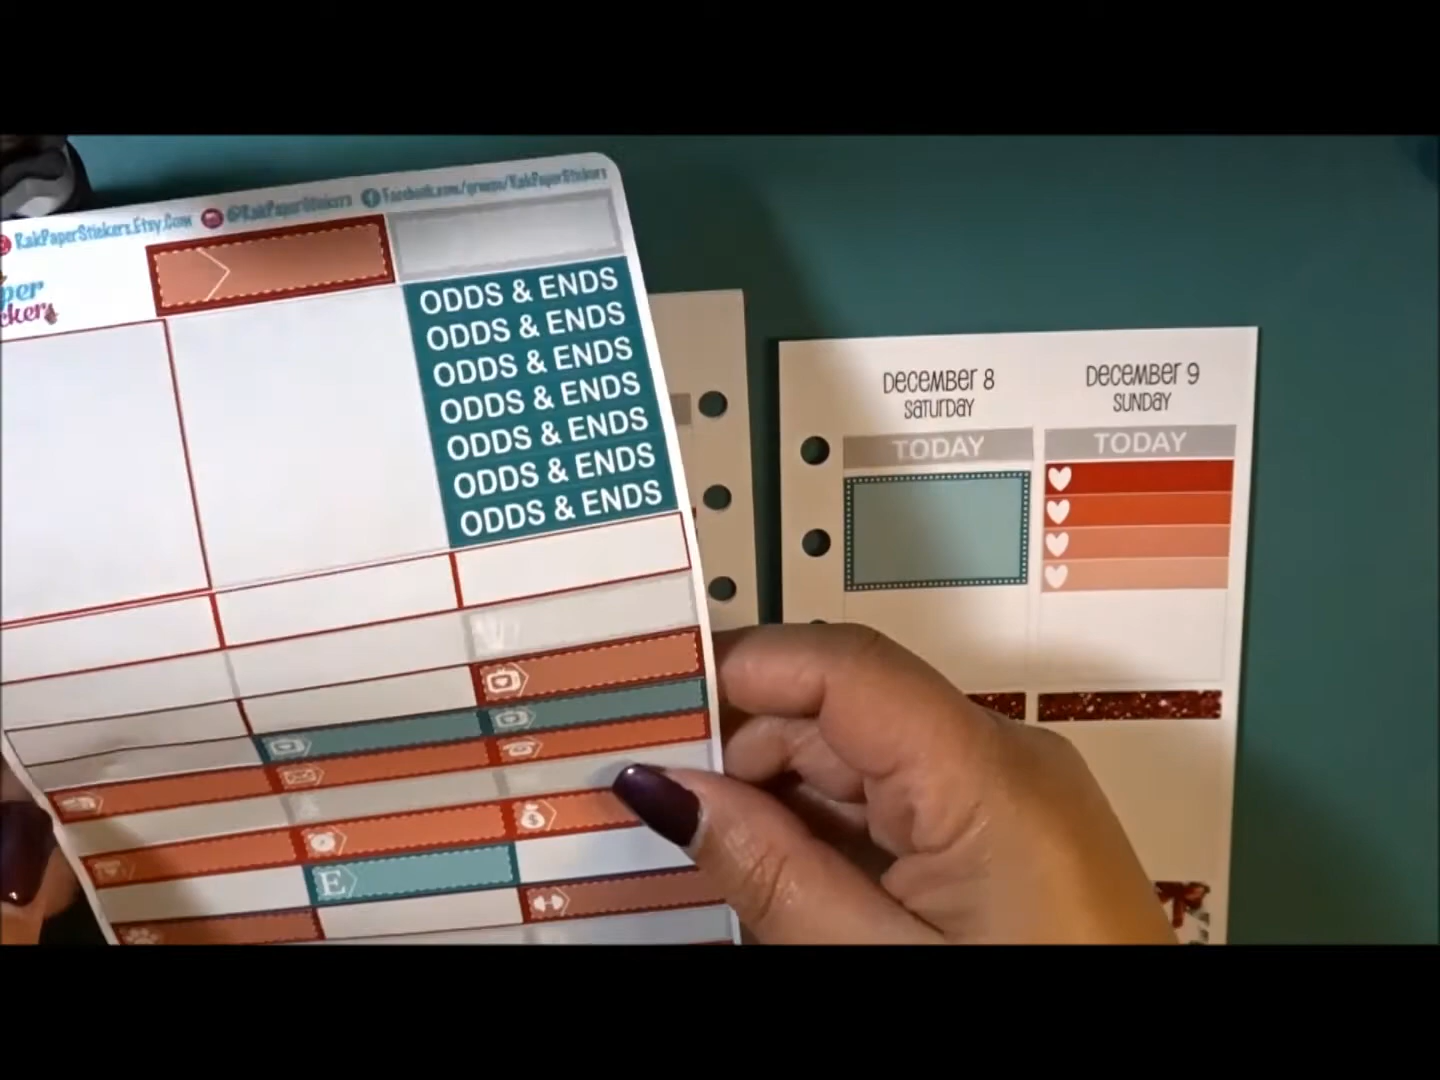 RakPaperStickers.Etsy.Com @RakPaperStickers Facebook.com/groups/RakPaperStickers
ODDS & ENDS
ODDS & ENDS
ODDS & ENDS
ODDS & ENDS
ODDS & ENDS
ODDS & ENDS
ODDS & ENDS
E
DECEMBER 8
SATURDAY
TODAY
DECEMBER 9
SUNDAY
TODAY